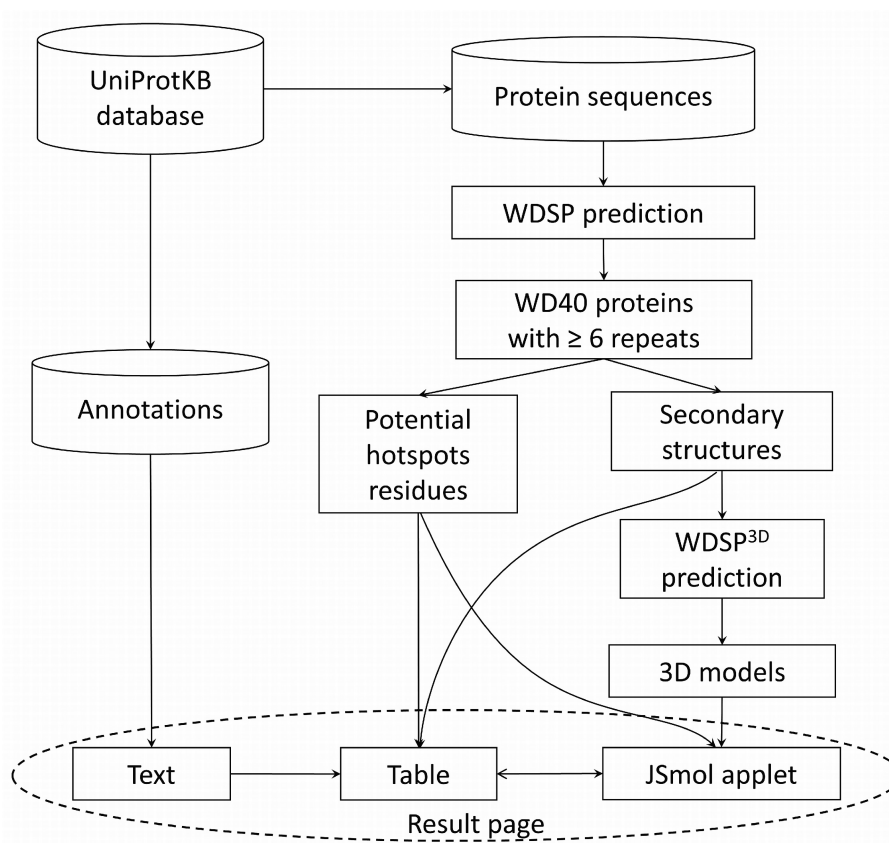 UniProtKB
database
Protein sequences
WDSP prediction
WD40 proteins
with ≥ 6 repeats
Annotations
Potential
hotspots
residues
Secondary
structures
WDSP³ᴰ
prediction
3D models
Text
Table
JSmol applet
Result page